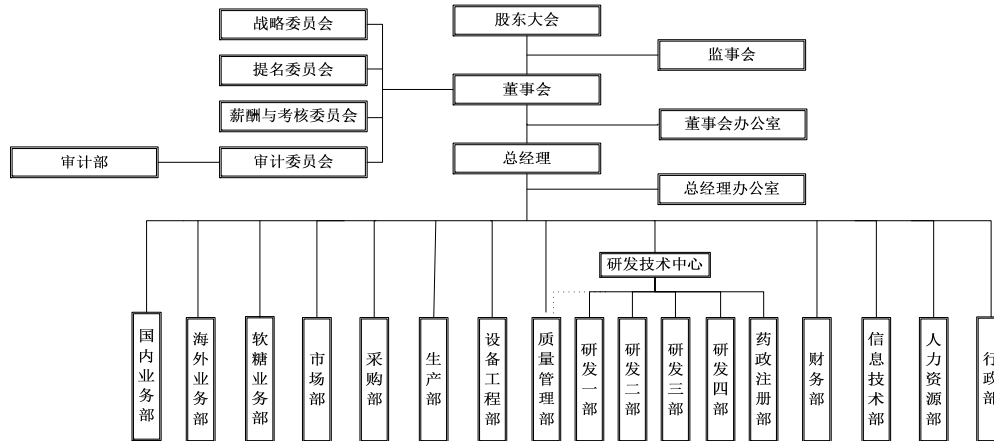 战略委员会
股东大会
监事会
提名委员会
董事会
薪酬与考核委员会
董事会办公室
审计部
审计委员会
总经理
总经理办公室
研发技术中心
国内业务部
海外业务部
软糖业务部
市场部
采购部
生产部
设备工程部
质量管理部
研发一部
研发二部
研发三部
研发四部
药政注册部
财务部
信息技术部
人力资源部
行政部